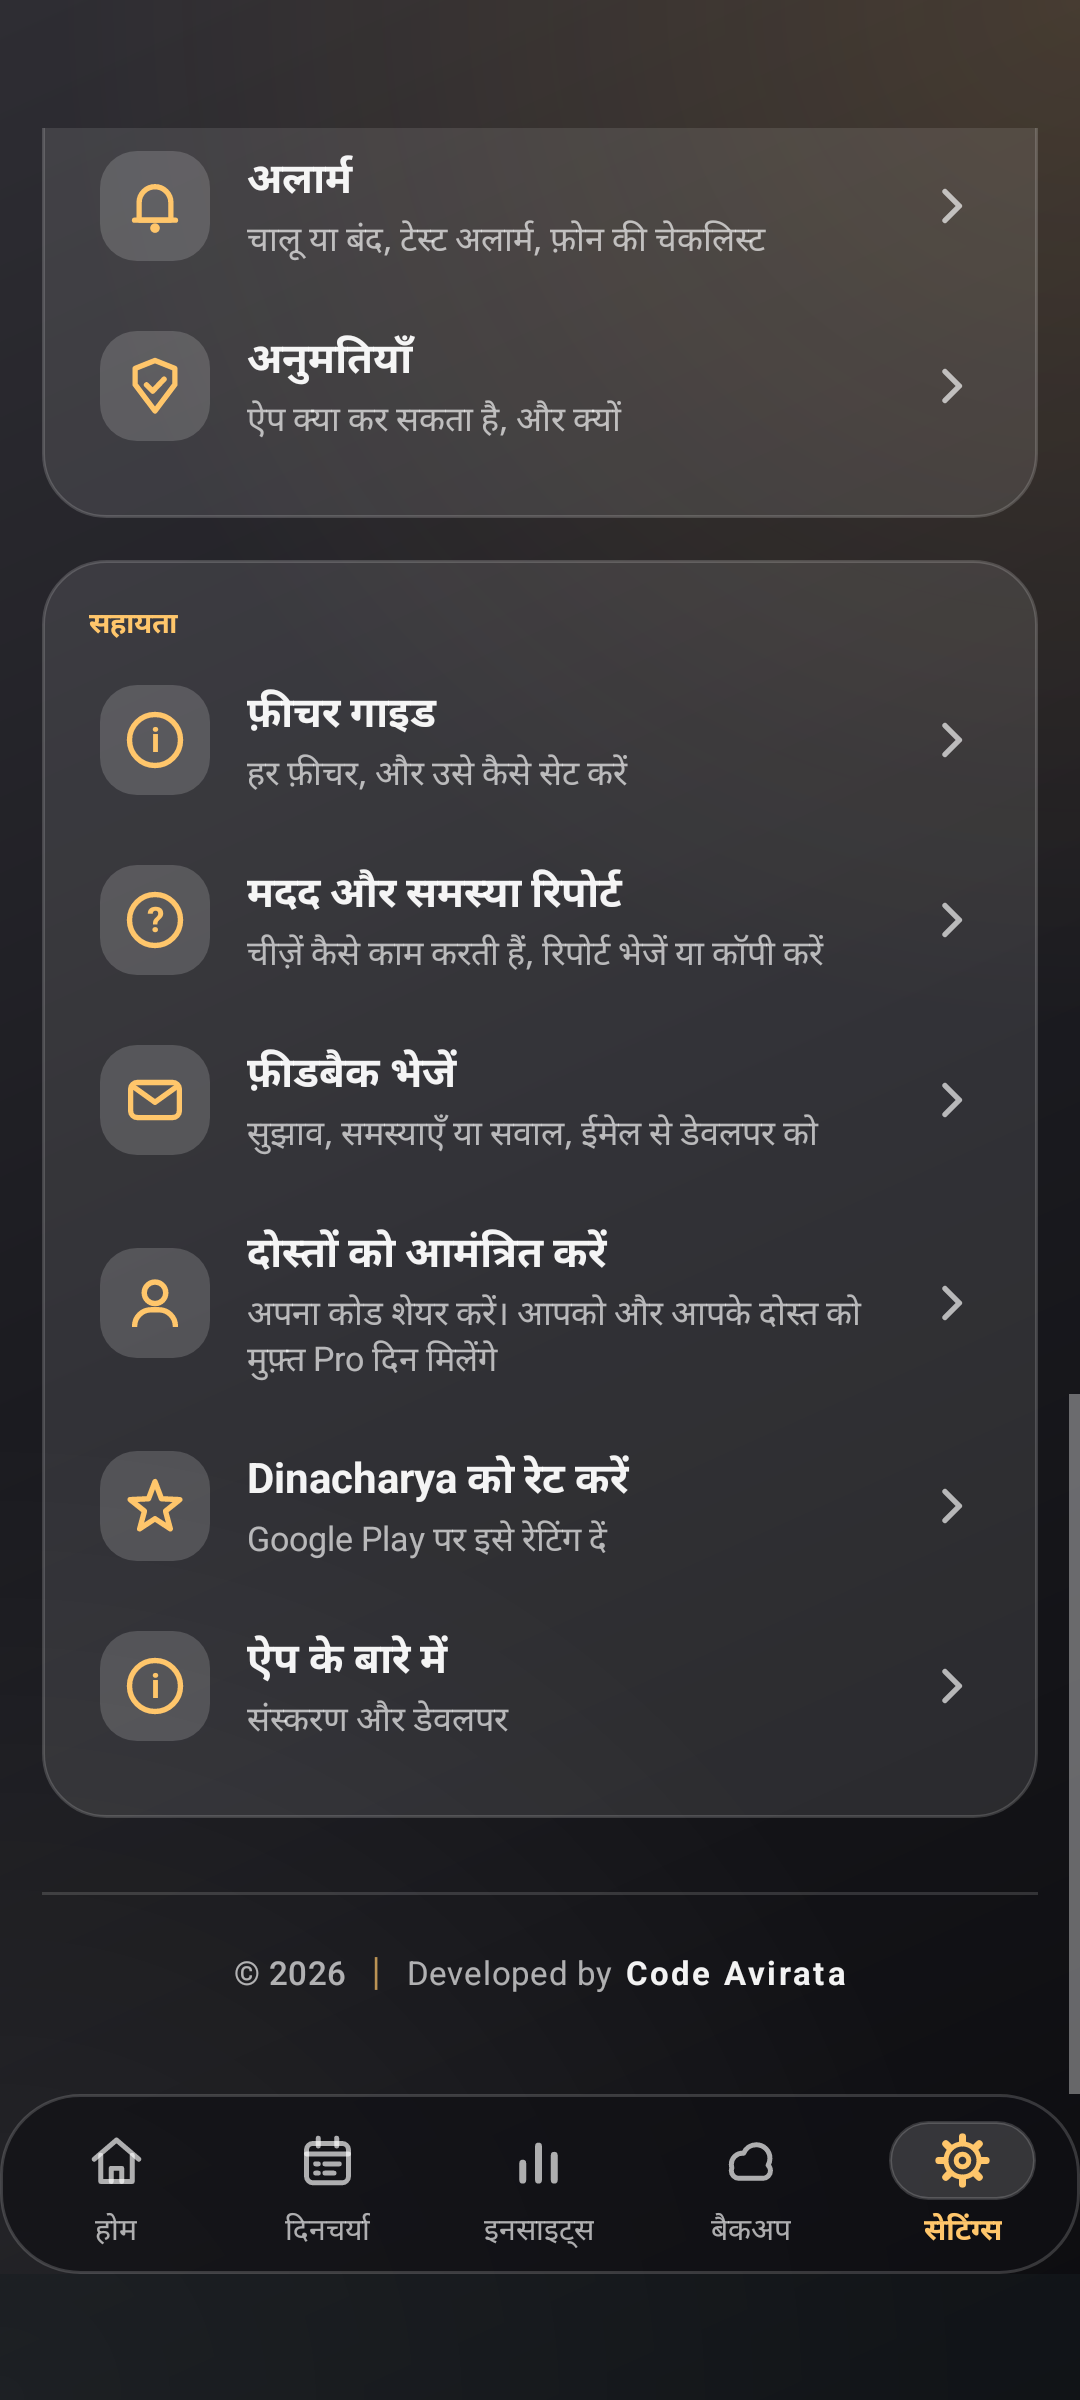 अलार्म
चालू या बंद, टेस्ट अलार्म, फ़ोन की चेकलिस्ट
अनुमतियाँ
ऐप क्या कर सकता है, और क्यों
सहायता
फ़ीचर गाइड
हर फ़ीचर, और उसे कैसे सेट करें
मदद और समस्या रिपोर्ट
चीज़ें कैसे काम करती हैं, रिपोर्ट भेजें या कॉपी करें
फ़ीडबैक भेजें
सुझाव, समस्याएँ या सवाल, ईमेल से डेवलपर को
दोस्तों को आमंत्रित करें
अपना कोड शेयर करें। आपको और आपके दोस्त को
मुफ़्त Pro दिन मिलेंगे
Dinacharya को रेट करें
Google Play पर इसे रेटिंग दें
ऐप के बारे में
संस्करण और डेवलपर
© 2026 | Developed by Code Avirata
होम दिनचर्या इनसाइट्स बैकअप सेटिंग्स